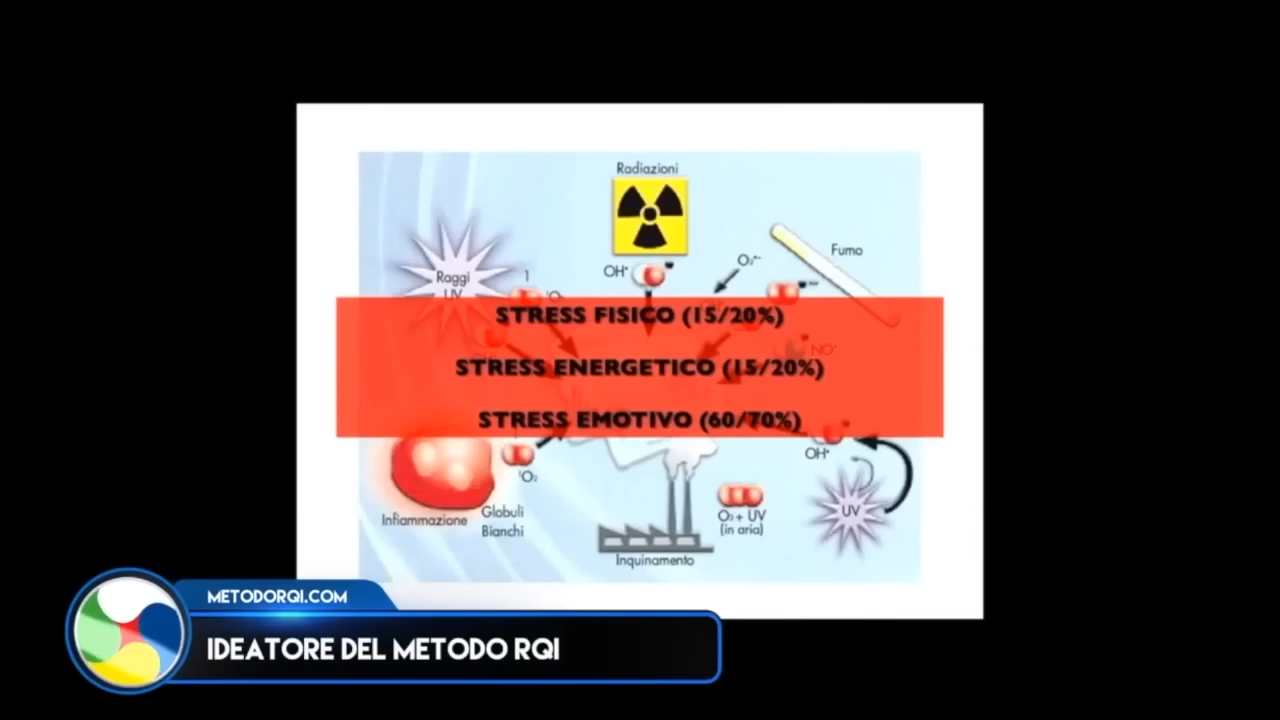 Radiazioni
Fumo
OH•
O₂•-
Raggi
UV
1
STRESS FISICO (15/20%)
NO•
STRESS ENERGETICO (15/20%)
STRESS EMOTIVO (60/70%)
OH•
¹O₂
UV
Infiammazione
Globuli
Bianchi
O₃ + UV
(in aria)
Inquinamento
METODORQI.COM
IDEATORE DEL METODO RQI